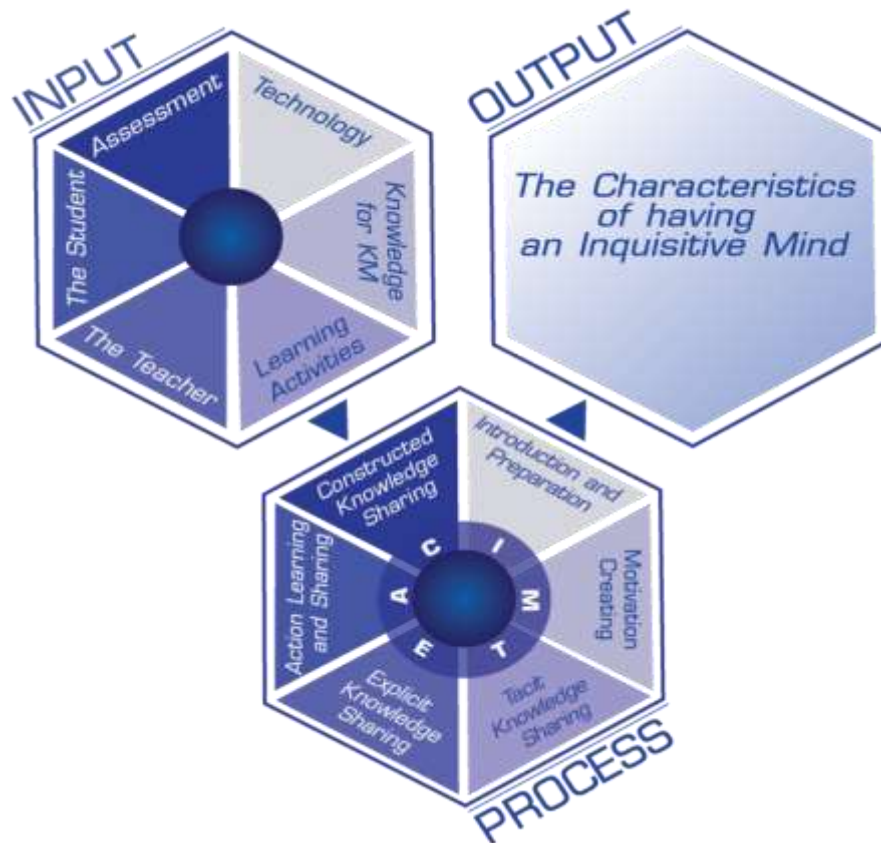 INPUT
Assessment
Technology
Knowledge
for KM
Learning
Activities
The Teacher
The Student
OUTPUT
The Characteristics
of having
an Inquisitive Mind
PROCESS
Introduction and
Preparation
Motivation
Creating
Tacit
Knowledge
Sharing
Explicit
Knowledge
Sharing
Action Learning
and Sharing
Constructed
Knowledge
Sharing
I
M
T
E
A
C